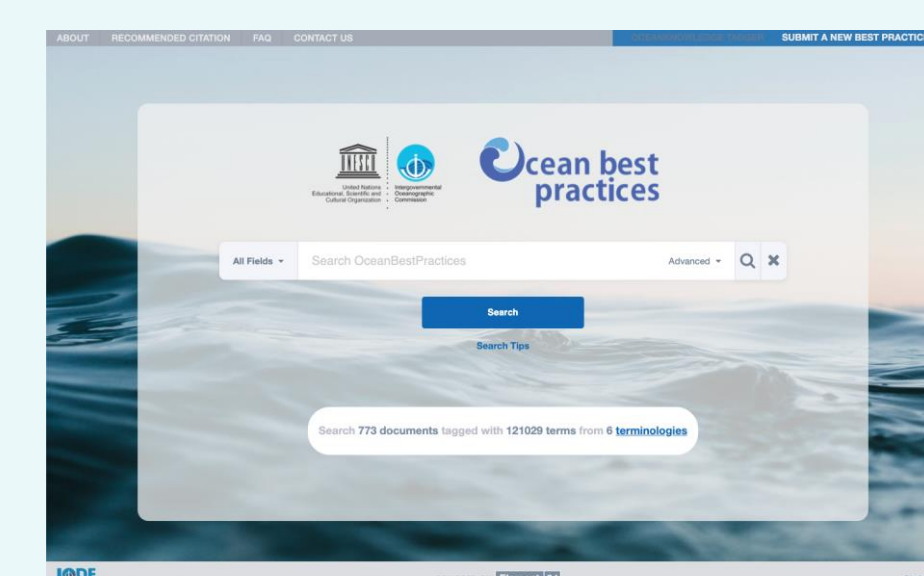 ABOUT RECOMMENDED CITATION FAQ CONTACT US SUBMIT A NEW BEST PRACTIC
UNESCO
United Nations
Educational, Scientific and
Cultural Organization
Intergovernmental
Oceanographic
Commission
Ocean best
practices
All Fields Search OceanBestPractices Advanced
Search
Search Tips
Search 773 documents tagged with 121029 terms from 6 terminologies
IODE